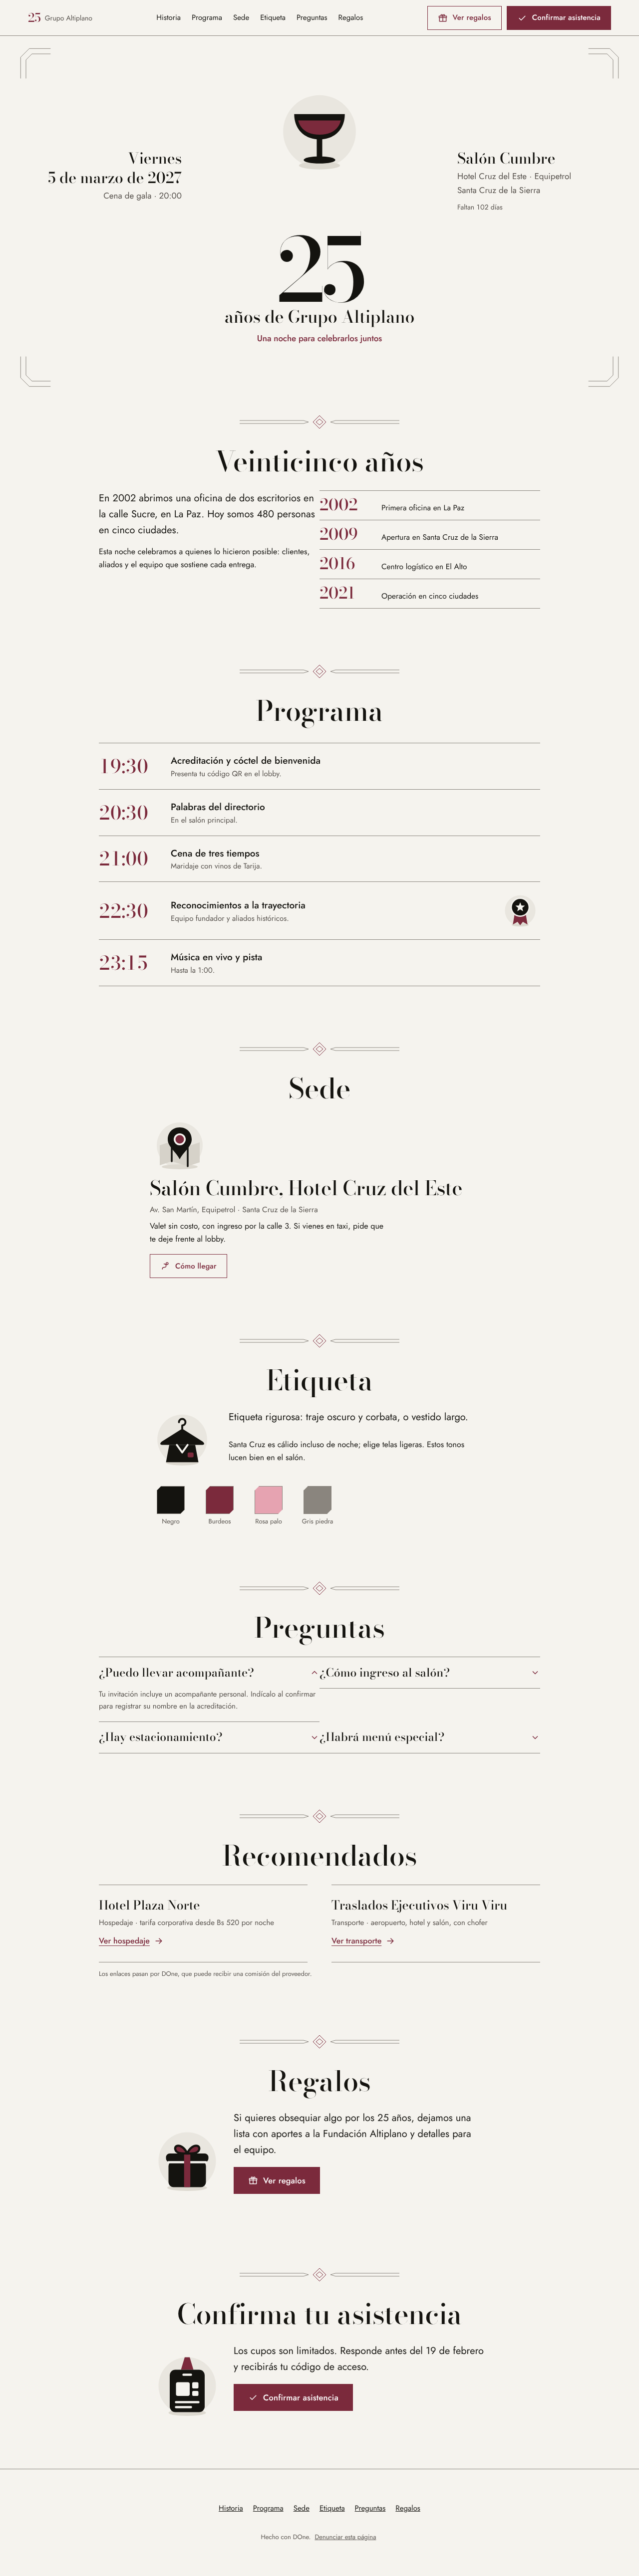 25 Grupo Altiplano
Historia Programa Sede Etiqueta Preguntas Regalos
Ver regalos
Confirmar asistencia
Viernes
5 de marzo de 2027
Cena de gala · 20:00
Salón Cumbre
Hotel Cruz del Este · Equipetrol
Santa Cruz de la Sierra
Faltan 102 días
25
años de Grupo Altiplano
Una noche para celebrarlos juntos
Veinticinco años
En 2002 abrimos una oficina de dos escritorios en
la calle Sucre, en La Paz. Hoy somos 480 personas
en cinco ciudades.
Esta noche celebramos a quienes lo hicieron posible: clientes,
aliados y el equipo que sostiene cada entrega.
2002 Primera oficina en La Paz
2009 Apertura en Santa Cruz de la Sierra
2016 Centro logístico en El Alto
2021 Operación en cinco ciudades
Programa
19:30 Acreditación y cóctel de bienvenida
Presenta tu código QR en el lobby.
20:30 Palabras del directorio
En el salón principal.
21:00 Cena de tres tiempos
Maridaje con vinos de Tarija.
22:30 Reconocimientos a la trayectoria
Equipo fundador y aliados históricos.
23:15 Música en vivo y pista
Hasta la 1:00.
Sede
Salón Cumbre, Hotel Cruz del Este
Av. San Martín, Equipetrol · Santa Cruz de la Sierra
Valet sin costo, con ingreso por la calle 3. Si vienes en taxi, pide que
te deje frente al lobby.
Cómo llegar
Etiqueta
Etiqueta rigurosa: traje oscuro y corbata, o vestido largo.
Santa Cruz es cálido incluso de noche; elige telas ligeras. Estos tonos
lucen bien en el salón.
Negro Burdeos Rosa palo Gris piedra
Preguntas
¿Puedo llevar acompañante?
Tu invitación incluye un acompañante personal. Indícalo al confirmar
para registrar su nombre en la acreditación.
¿Cómo ingreso al salón?
¿Hay estacionamiento?
¿Habrá menú especial?
Recomendados
Hotel Plaza Norte
Hospedaje · tarifa corporativa desde Bs 520 por noche
Ver hospedaje
Traslados Ejecutivos Viru Viru
Transporte · aeropuerto, hotel y salón, con chofer
Ver transporte
Los enlaces pasan por DOne, que puede recibir una comisión del proveedor.
Regalos
Si quieres obsequiar algo por los 25 años, dejamos una
lista con aportes a la Fundación Altiplano y detalles para
el equipo.
Ver regalos
Confirma tu asistencia
Los cupos son limitados. Responde antes del 19 de febrero
y recibirás tu código de acceso.
Confirmar asistencia
Historia Programa Sede Etiqueta Preguntas Regalos
Hecho con DOne. Denunciar esta página